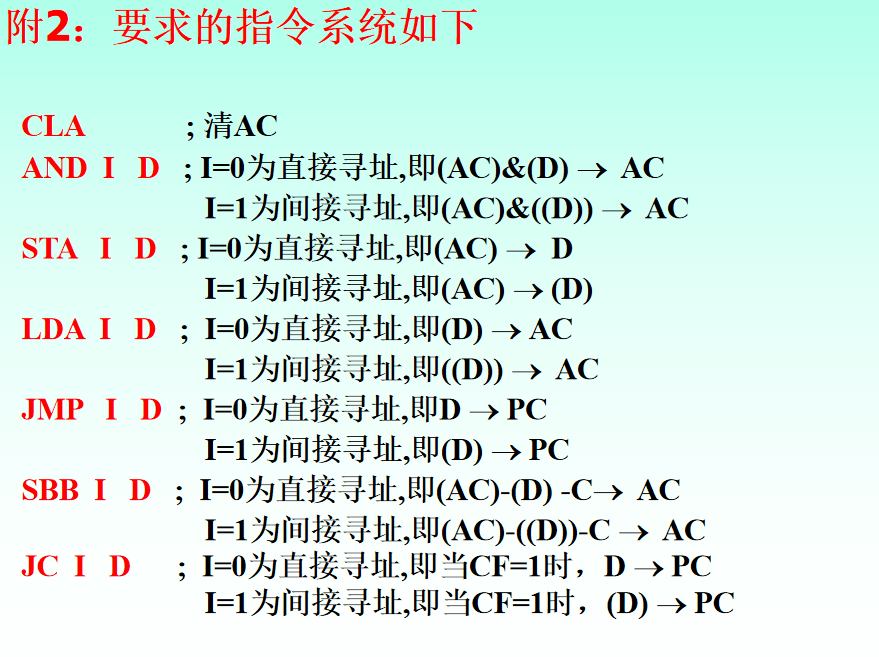 附2：要求的指令系统如下
CLA ; 清AC
AND I D ; I=0为直接寻址,即(AC)&(D) → AC
I=1为间接寻址,即(AC)&((D)) → AC
STA I D ; I=0为直接寻址,即(AC) → D
I=1为间接寻址,即(AC) → (D)
LDA I D ; I=0为直接寻址,即(D) → AC
I=1为间接寻址,即((D)) → AC
JMP I D ; I=0为直接寻址,即D → PC
I=1为间接寻址,即(D) → PC
SBB I D ; I=0为直接寻址,即(AC)-(D) -C→ AC
I=1为间接寻址,即(AC)-((D))-C → AC
JC I D ; I=0为直接寻址,即当CF=1时，D → PC
I=1为间接寻址,即当CF=1时，(D) → PC